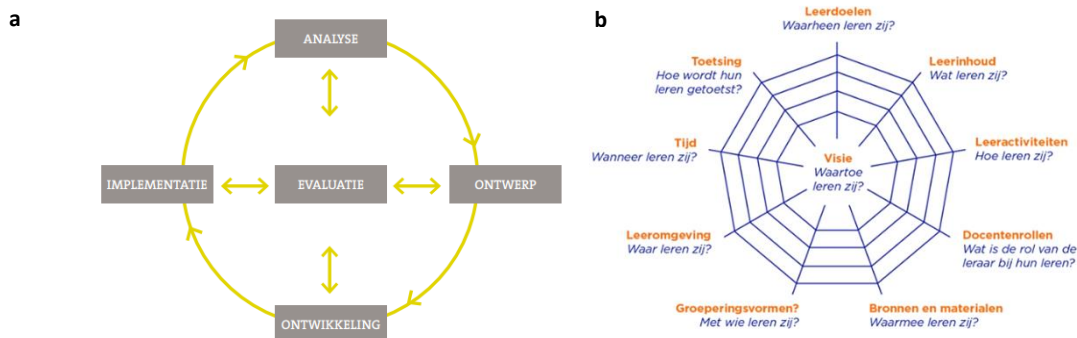 a
ANALYSE
IMPLEMENTATIE
EVALUATIE
ONTWERP
ONTWIKKELING
b
Leerdoelen
Waarheen leren zij?
Toetsing
Hoe wordt hun
leren getoetst?
Leerinhoud
Wat leren zij?
Tijd
Wanneer leren zij?
Visie
Waartoe
leren zij?
Leeractiviteiten
Hoe leren zij?
Leeromgeving
Waar leren zij?
Docentenrollen
Wat is de rol van de
leraar bij hun leren?
Groeperingsvormen?
Met wie leren zij?
Bronnen en materialen
Waarmee leren zij?